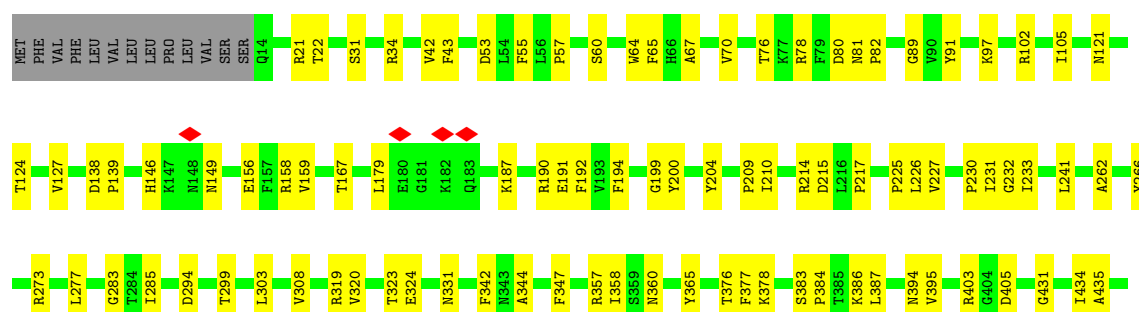 MET PHE VAL PHE LEU VAL LEU LEU PRO LEU VAL SER SER Q14 R21 T22 S31 R34 V42 F43 D53 L54 F55 L56 P57 S60 W64 F65 H66 A67 V70 T76 K77 R78 F79 D80 N81 P82 G89 V90 Y91 K97 R102 I105 N121
T124 V127 D138 P139 H146 K147 N148 N149 E156 F157 R158 V159 T167 L179 E180 G181 K182 Q183 K187 R190 E191 F192 V193 F194 G199 Y200 Y204 P209 I210 R214 D215 L216 P217 P225 L226 V227 P230 I231 G232 I233 L241 A262
R273 L277 G283 T284 I285 D294 T299 L303 V308 R319 V320 T323 E324 N331 F342 N343 A344 F347 R357 I358 S359 N360 Y365 T376 F377 K378 S383 P384 T385 K386 L387 N394 V395 R403 G404 D405 G431 I434 A435